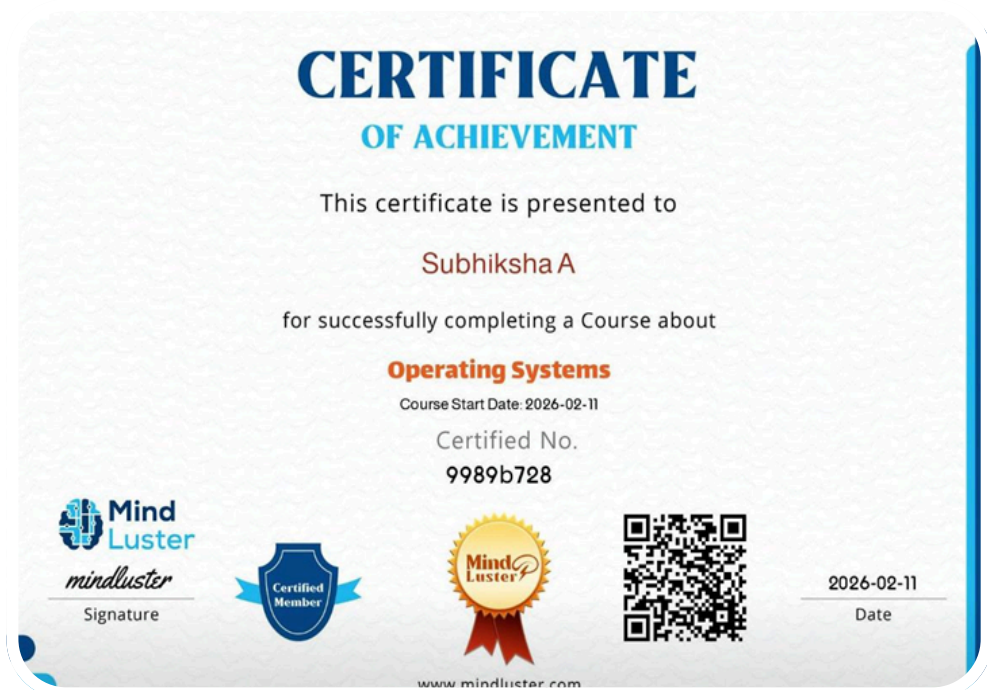 CERTIFICATE
OF ACHIEVEMENT
This certificate is presented to
Subhiksha A
for successfully completing a Course about
Operating Systems
Course Start Date: 2026-02-11
Certified No.
9989b728
Mind
Luster
mindluster
Signature
Certified
Member
Mind
Luster
2026-02-11
Date
www.mindluster.com